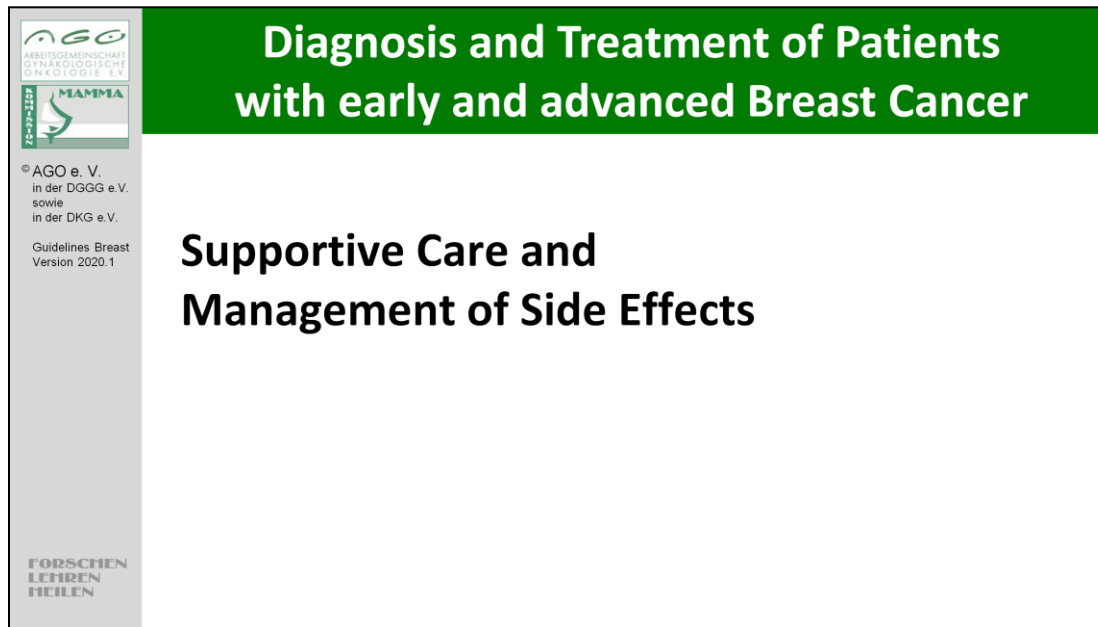 AGO
ARBEITSGEMEINSCHAFT
GYNÄKOLOGISCHE
ONKOLOGIE E.V.
KOMMISSION
MAMMA
© AGO e. V.
in der DGGG e.V.
sowie
in der DKG e.V.
Guidelines Breast
Version 2020.1
FORSCHEN
LEHREN
HEILEN
Diagnosis and Treatment of Patients
with early and advanced Breast Cancer
Supportive Care and
Management of Side Effects